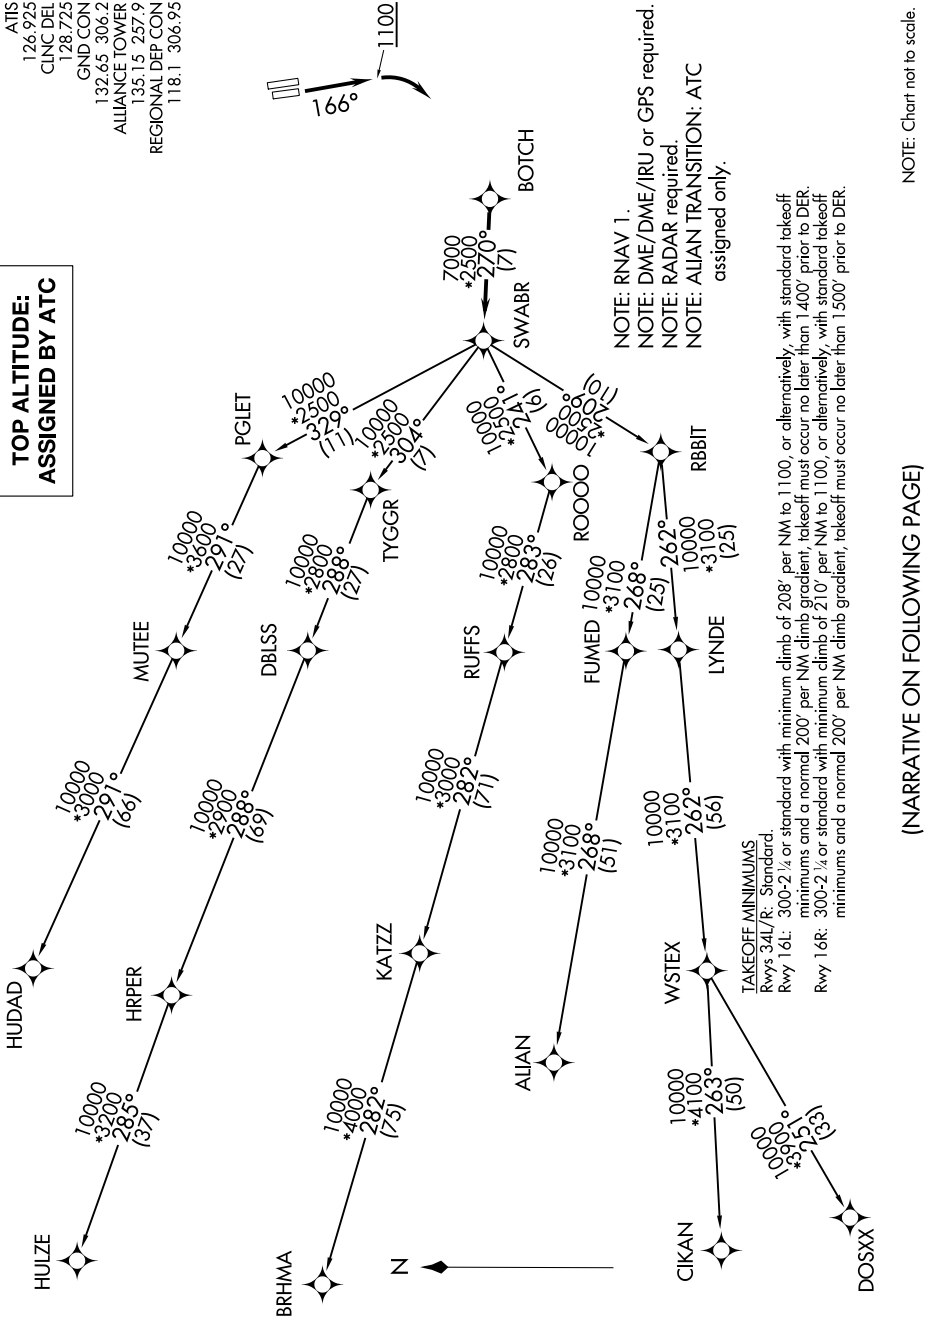 ATIS
126.925
CLNC DEL
128.725
GND CON
132.65 306.2
ALLIANCE TOWER
135.15 257.9
REGIONAL DEP CON
118.1 306.95
TOP ALTITUDE:
ASSIGNED BY ATC
1100
166°
BOTCH
7000
*2500
270°
(7)
SWABR
10000
*2500
329°
(11)
PGLET
10000
*3600
291°
(27)
MUTEE
10000
*3000
291°
(66)
HUDAD
10000
*2500
304°
(7)
TYGGR
10000
*2800
288°
(27)
DBLSS
10000
*2900
288°
(69)
HRPER
10000
*3200
285°
(37)
HULZE
10000
*2500
241°
(9)
ROOOO
10000
*2800
283°
(26)
RUFFS
10000
*3000
282°
(71)
KATZZ
10000
*4000
282°
(75)
BRHMA
10000
*2500
207°
(10)
RBBIT
10000
*3100
268°
(25)
FUMED
10000
*3100
268°
(51)
ALIAN
262°
10000
*3100
(25)
LYNDE
10000
*3100
262°
(56)
WSTEX
10000
*4100
263°
(50)
CIKAN
10000
*3900
251°
(53)
DOSXX
N
NOTE: RNAV 1.
NOTE: DME/DME/IRU or GPS required.
NOTE: RADAR required.
NOTE: ALIAN TRANSITION: ATC
assigned only.
TAKEOFF MINIMUMS
Rwys 34L/R: Standard.
Rwy 16L: 300-2 ¼ or standard with minimum climb of 208' per NM to 1100, or alternatively, with standard takeoff
minimums and a normal 200' per NM climb gradient, takeoff must occur no later than 1400' prior to DER.
Rwy 16R: 300-2 ¼ or standard with minimum climb of 210' per NM to 1100, or alternatively, with standard takeoff
minimums and a normal 200' per NM climb gradient, takeoff must occur no later than 1500' prior to DER.
(NARRATIVE ON FOLLOWING PAGE)
NOTE: Chart not to scale.